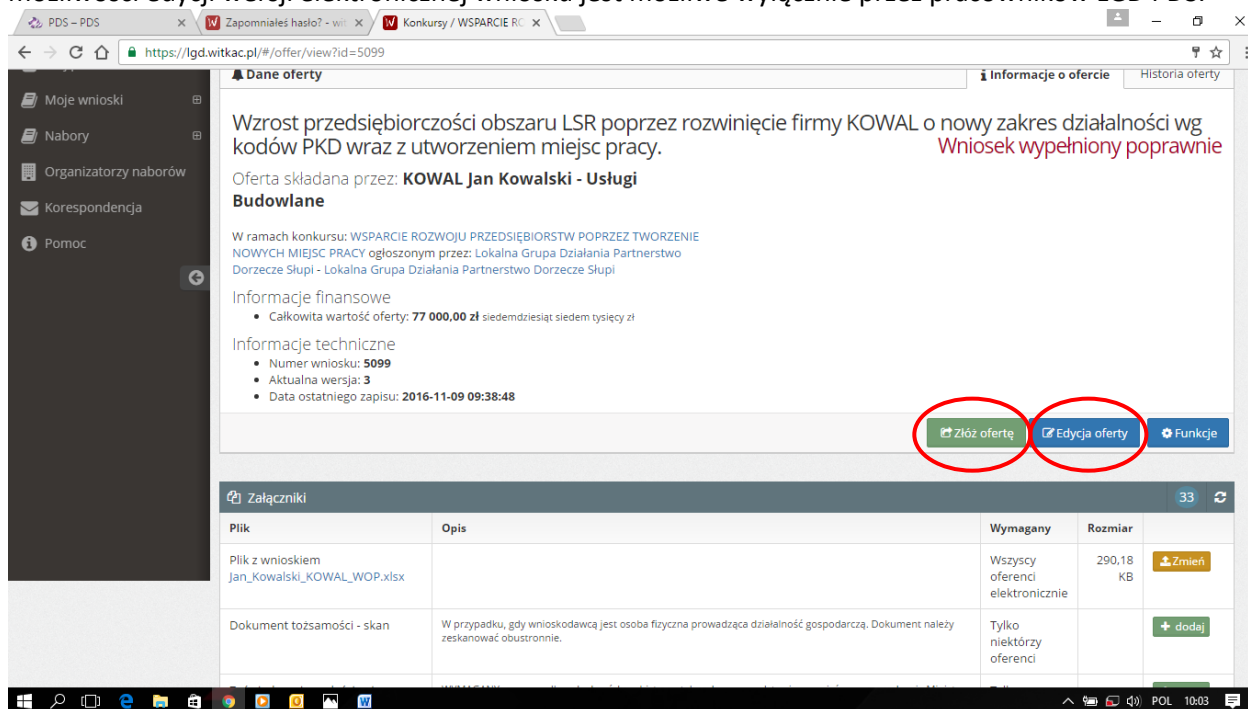 PDS – PDS
Zapomniałeś hasło? - wit
Konkursy / WSPARCIE RO
https://lgd.witkac.pl/#/offer/view?id=5099
Moje wnioski
Nabory
Organizatorzy naborów
Korespondencja
Pomoc
Dane oferty
Informacje o ofercie
Historia oferty
Wzrost przedsiębiorczości obszaru LSR poprzez rozwinięcie firmy KOWAL o nowy zakres działalności wg
kodów PKD wraz z utworzeniem miejsc pracy.
Wniosek wypełniony poprawnie
Oferta składana przez: KOWAL Jan Kowalski - Usługi
Budowlane
W ramach konkursu: WSPARCIE ROZWOJU PRZEDSIĘBIORSTW POPRZEZ TWORZENIE
NOWYCH MIEJSC PRACY ogłoszonym przez: Lokalna Grupa Działania Partnerstwo
Dorzecze Słupi - Lokalna Grupa Działania Partnerstwo Dorzecze Słupi
Informacje finansowe
Całkowita wartość oferty: 77 000,00 zł siedemdziesiąt siedem tysięcy zł
Informacje techniczne
Numer wniosku: 5099
Aktualna wersja: 3
Data ostatniego zapisu: 2016-11-09 09:38:48
Złóż ofertę
Edycja oferty
Funkcje
Załączniki
33
Plik
Opis
Wymagany
Rozmiar
Plik z wnioskiem
Jan_Kowalski_KOWAL_WOP.xlsx
Wszyscy
oferenci
elektronicznie
290,18
KB
Zmień
Dokument tożsamości - skan
W przypadku, gdy wnioskodawcą jest osoba fizyczna prowadząca działalność gospodarczą. Dokument należy
zeskanować obustronnie.
Tylko
niektórzy
oferenci
+ dodaj
POL 10:03